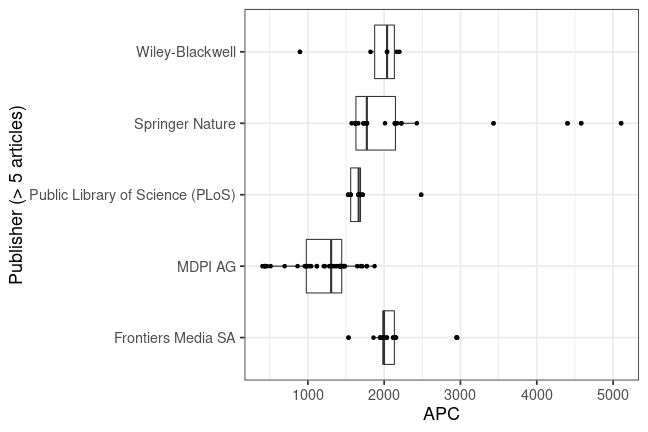 Publisher (> 5 articles)
Wiley-Blackwell
Springer Nature
Public Library of Science (PLoS)
MDPI AG
Frontiers Media SA
1000 2000 3000 4000 5000
APC